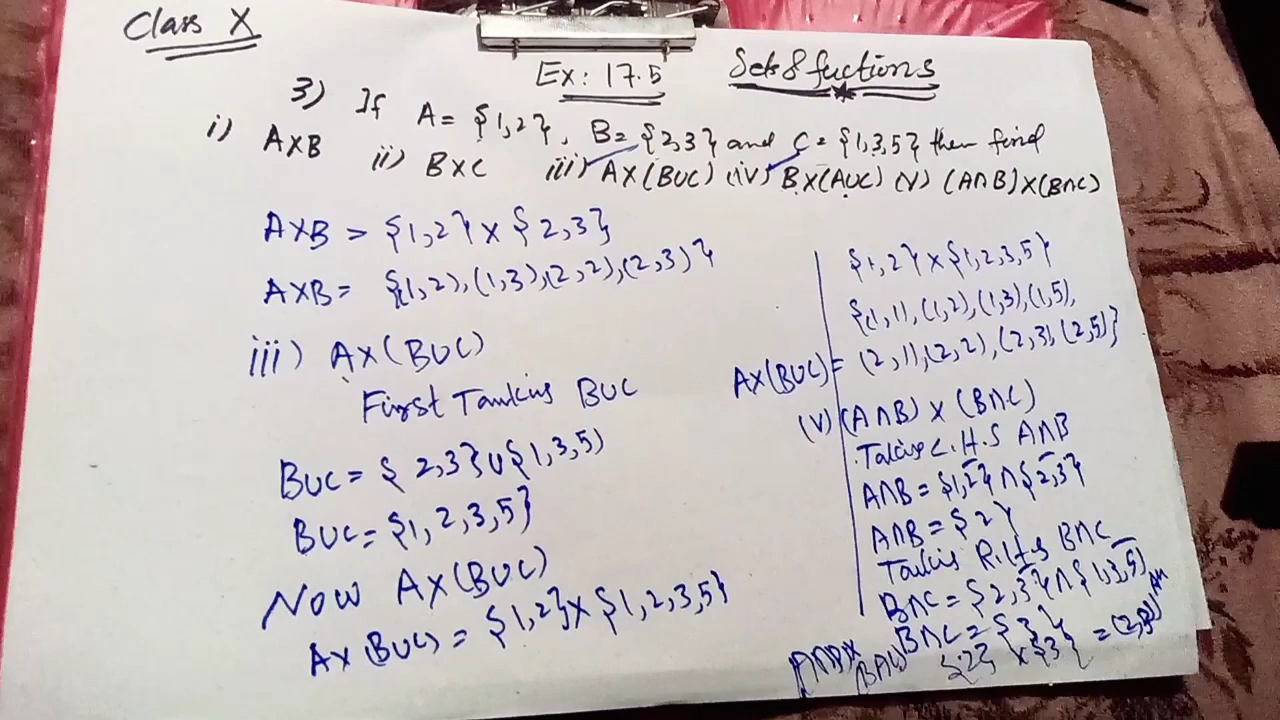 Class X
Ex: 17.5
Sets & fuctions
3) If A = {1,2}, B = {2,3} and C = {1,3,5} then find
i) A×B ii) B×C iii) A×(B∪C) (iv) B×(A∪C) (v) (A∩B)×(B∩C)
A×B = {1,2} × {2,3}
A×B = {(1,2),(1,3),(2,2),(2,3)}
iii) A×(B∪C)
First Tanking B∪C
B∪C = {2,3}∪{1,3,5)
B∪C = {1,2,3,5}
Now A×(B∪C)
A×(B∪C) = {1,2}×{1,2,3,5}
{1,2} × {1,2,3,5}
{(1,1),(1,2),(1,3),(1,5),
A×(B∪C) = (2,1),(2,2),(2,3),(2,5)}
(v) (A∩B) × (B∩C)
Taking L.H.S A∩B
A∩B = {1,2} ∩ {2,3}
A∩B = {2}
Taking R.H.S B∩C
B∩C = {2,3} ∩ {1,3,5)
B∩C = {3}
(A∩B)× (B∩C) {2} × {3} = (2,3) An